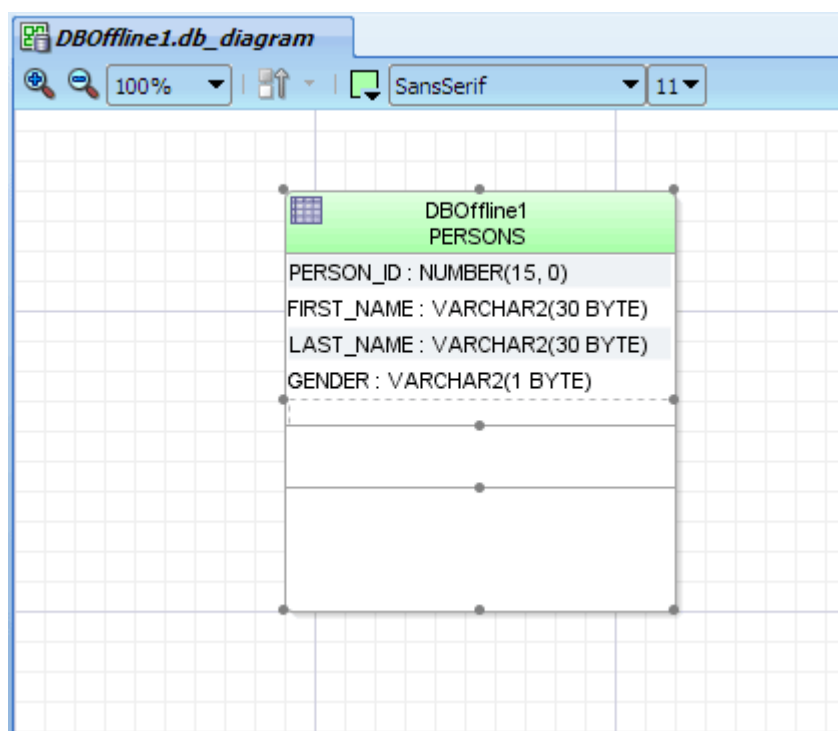 DBOffline1.db_diagram
100% SansSerif 11
DBOffline1
PERSONS
PERSON_ID : NUMBER(15, 0)
FIRST_NAME : VARCHAR2(30 BYTE)
LAST_NAME : VARCHAR2(30 BYTE)
GENDER : VARCHAR2(1 BYTE)